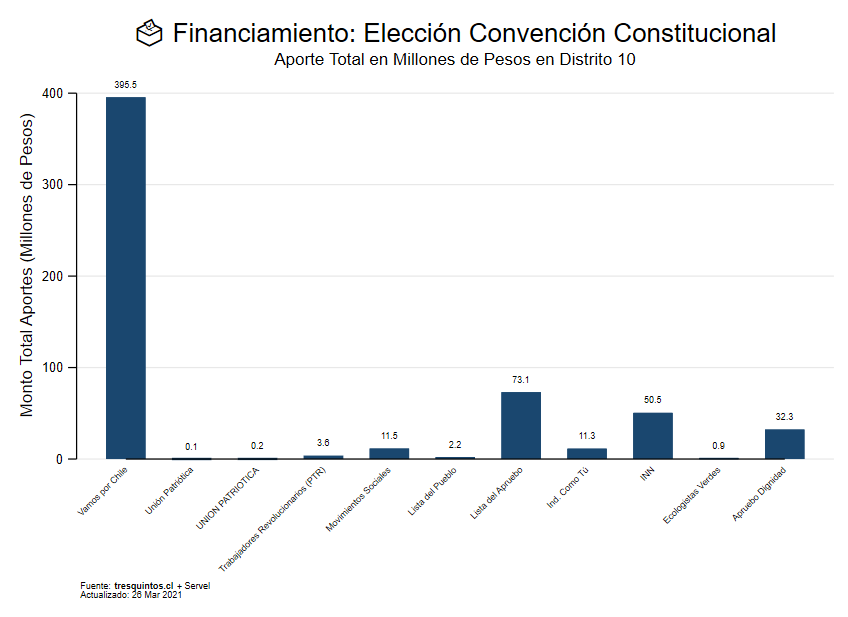 Financiamiento: Elección Convención Constitucional
Aporte Total en Millones de Pesos en Distrito 10
Monto Total Aportes (Millones de Pesos)
400
300
200
100
0
395.5
0.1
0.2
3.6
11.5
2.2
73.1
11.3
50.5
0.9
32.3
Vamos por Chile
Unión Patriótica
UNION PATRIOTICA
Trabajadores Revolucionarios (PTR)
Movimientos Sociales
Lista del Pueblo
Lista del Apruebo
Ind. Como Tú
INN
Ecologistas Verdes
Apruebo Dignidad
Fuente: tresquintos.cl + Servel
Actualizado: 26 Mar 2021